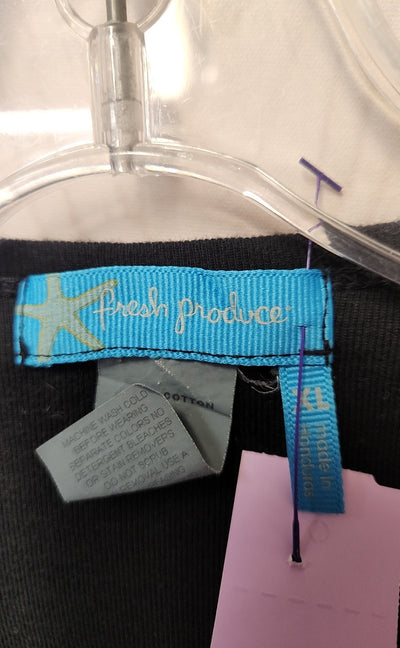 fresh produce
COTTON
MACHINE WASH COLD
BEFORE WEARING
SEPARATE COLORS NO
DETERGENT BLEACHES
OR STAIN REMOVERS
DO NOT SCRUB
XL
made in
honduras